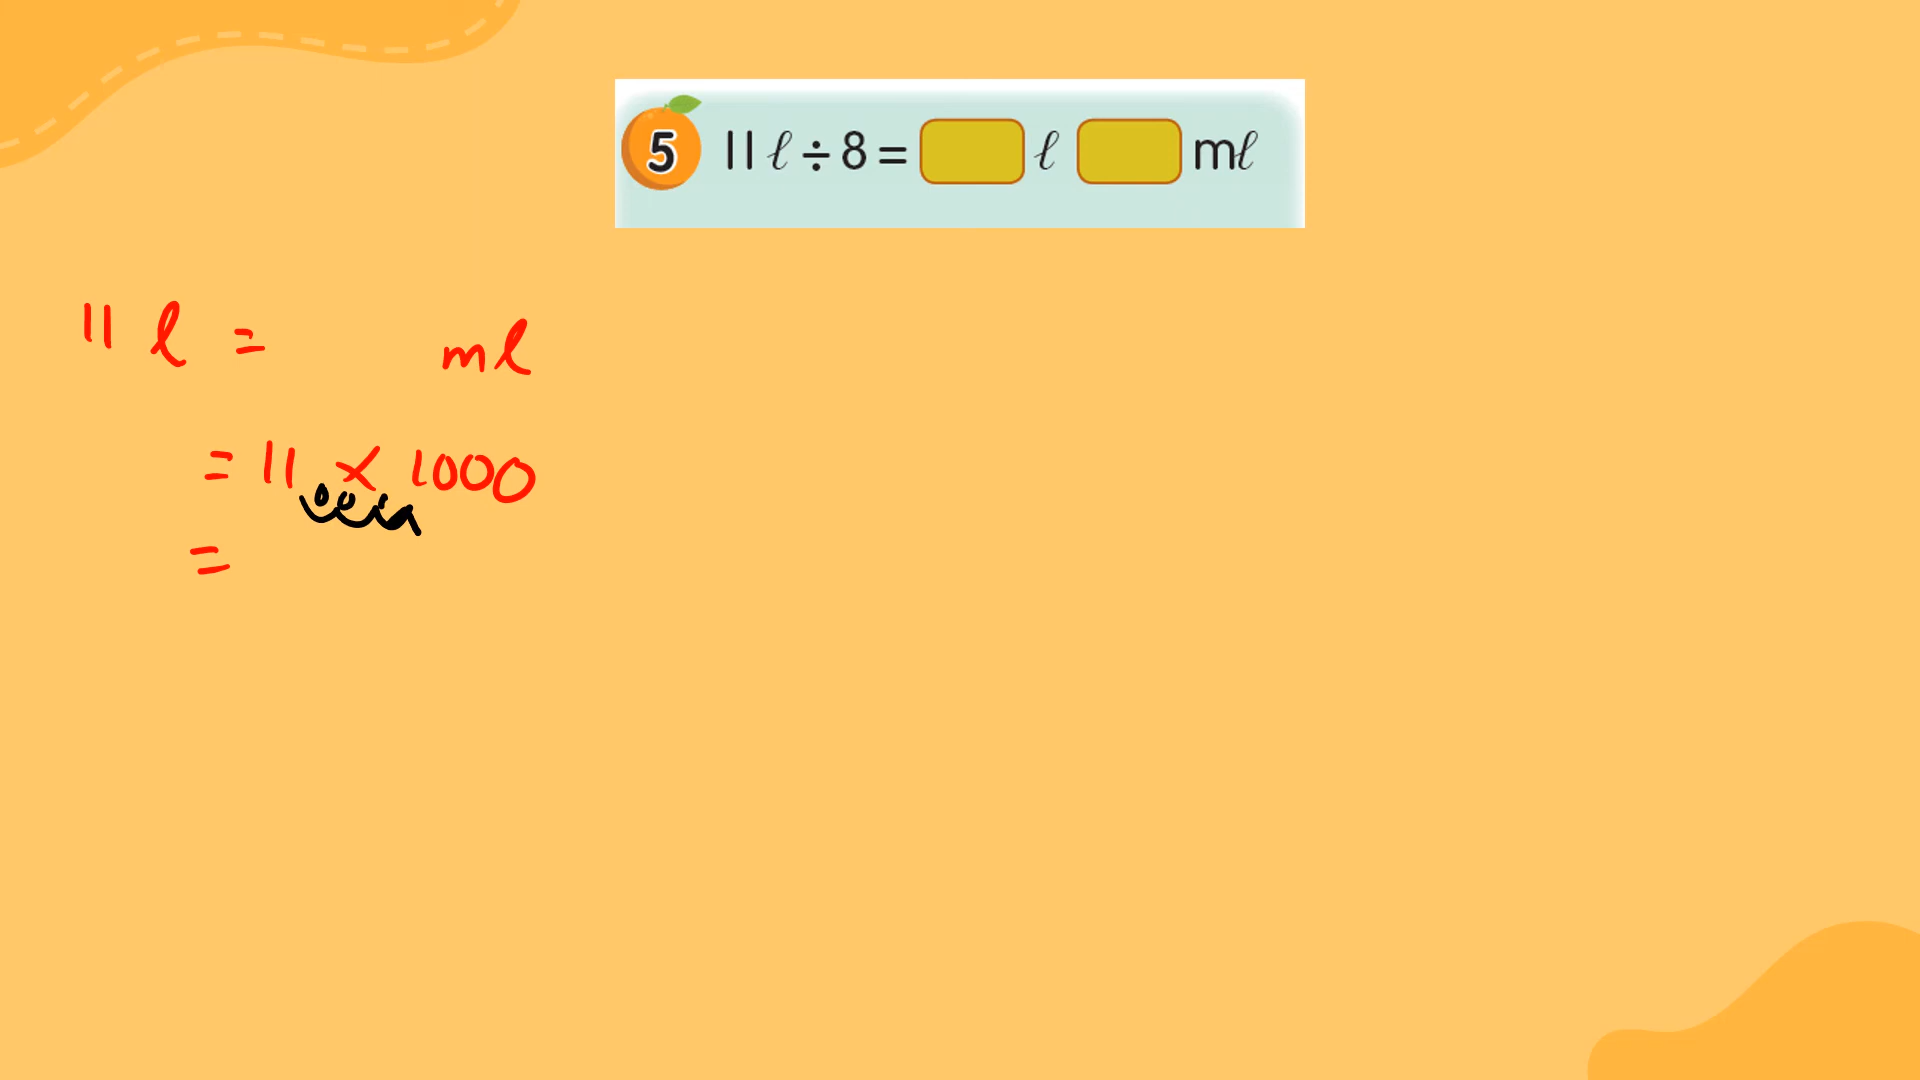 5 11 ℓ ÷ 8 = ℓ mℓ
11 ℓ = mℓ
= 11 × 1000
=